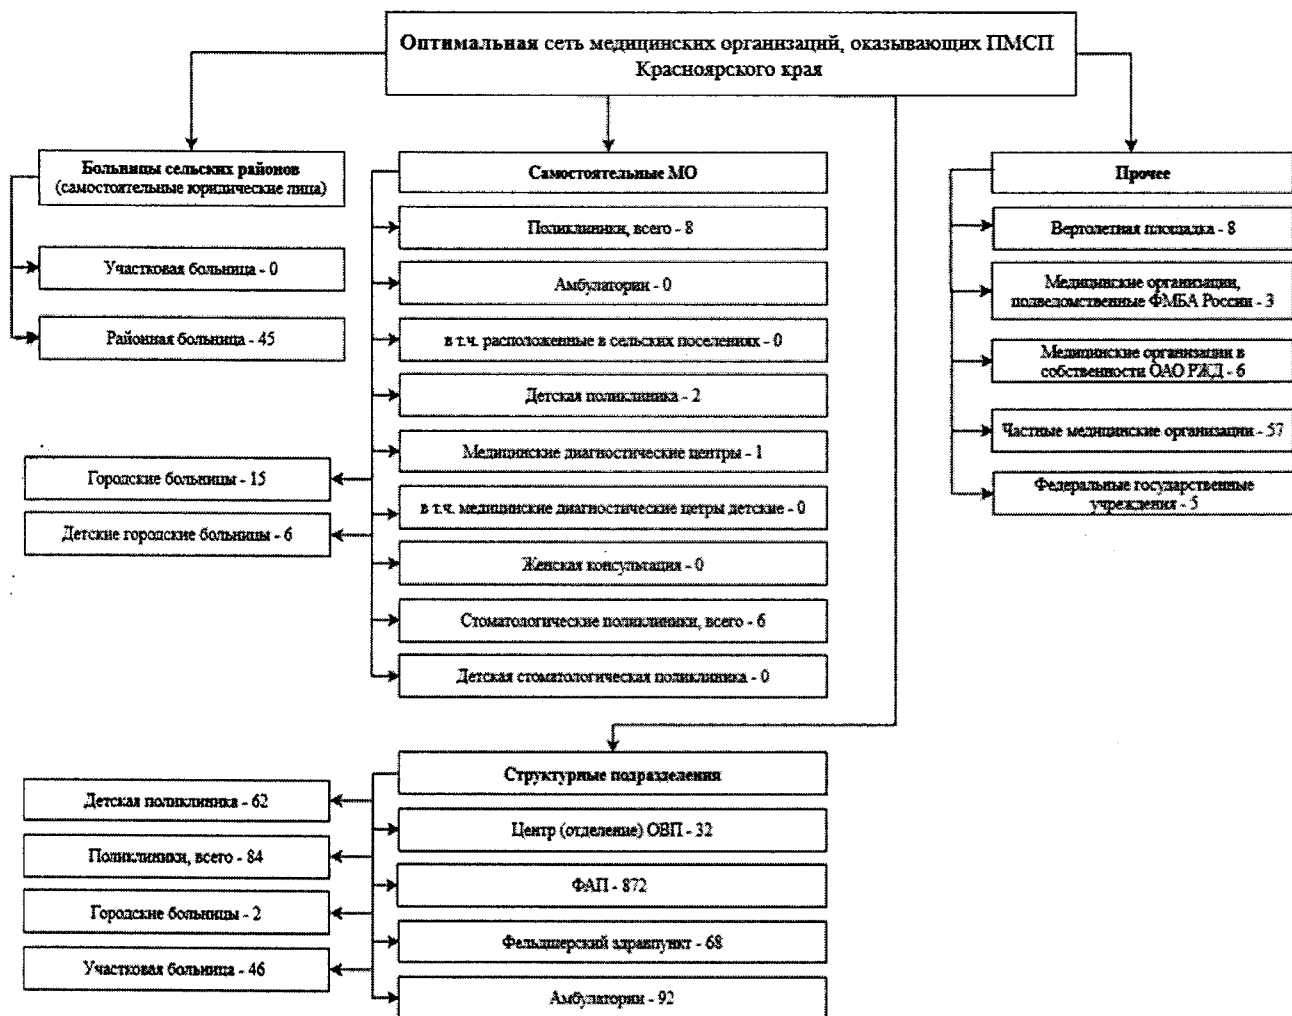 Оптимальная сеть медицинских организаций, оказывающих ПМСП
Красноярского края
Больницы сельских районов
(самостоятельные юридические лица)
Участковая больница - 0
Районная больница - 45
Самостоятельные МО
Поликлиники, всего - 8
Амбулатории - 0
в т.ч. расположенные в сельских поселениях - 0
Детская поликлиника - 2
Медицинские диагностические центры - 1
в т.ч. медицинские диагностические цетры детские - 0
Женская консультация - 0
Стоматологические поликлиники, всего - 6
Детская стоматологическая поликлиника - 0
Городские больницы - 15
Детские городские больницы - 6
Прочее
Вертолетная площадка - 8
Медицинские организации,
подведомственные ФМБА России - 3
Медицинские организации в
собственности ОАО РЖД - 6
Частные медицинские организации - 57
Федеральные государственные
учреждения - 5
Структурные подразделения
Центр (отделение) ОВП - 32
ФАП - 872
Фельдшерский здравпункт - 68
Амбулатории - 92
Детская поликлиника - 62
Поликлиники, всего - 84
Городские больницы - 2
Участковая больница - 46